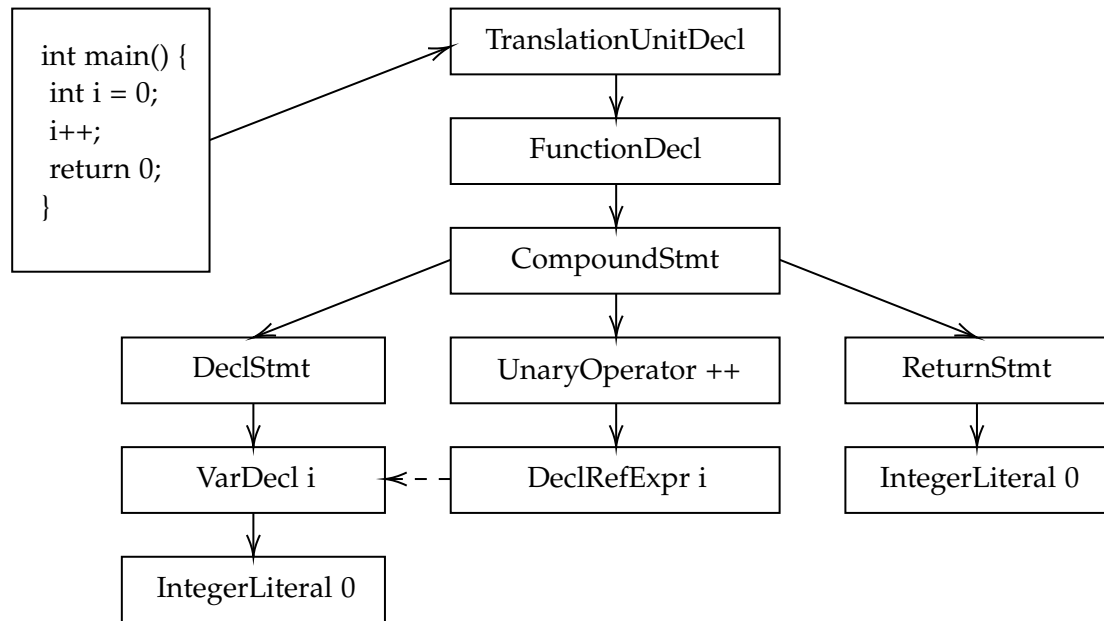 int main() {
int i = 0;
i++;
return 0;
}
TranslationUnitDecl
FunctionDecl
CompoundStmt
DeclStmt
UnaryOperator ++
ReturnStmt
VarDecl i
DeclRefExpr i
IntegerLiteral 0
IntegerLiteral 0